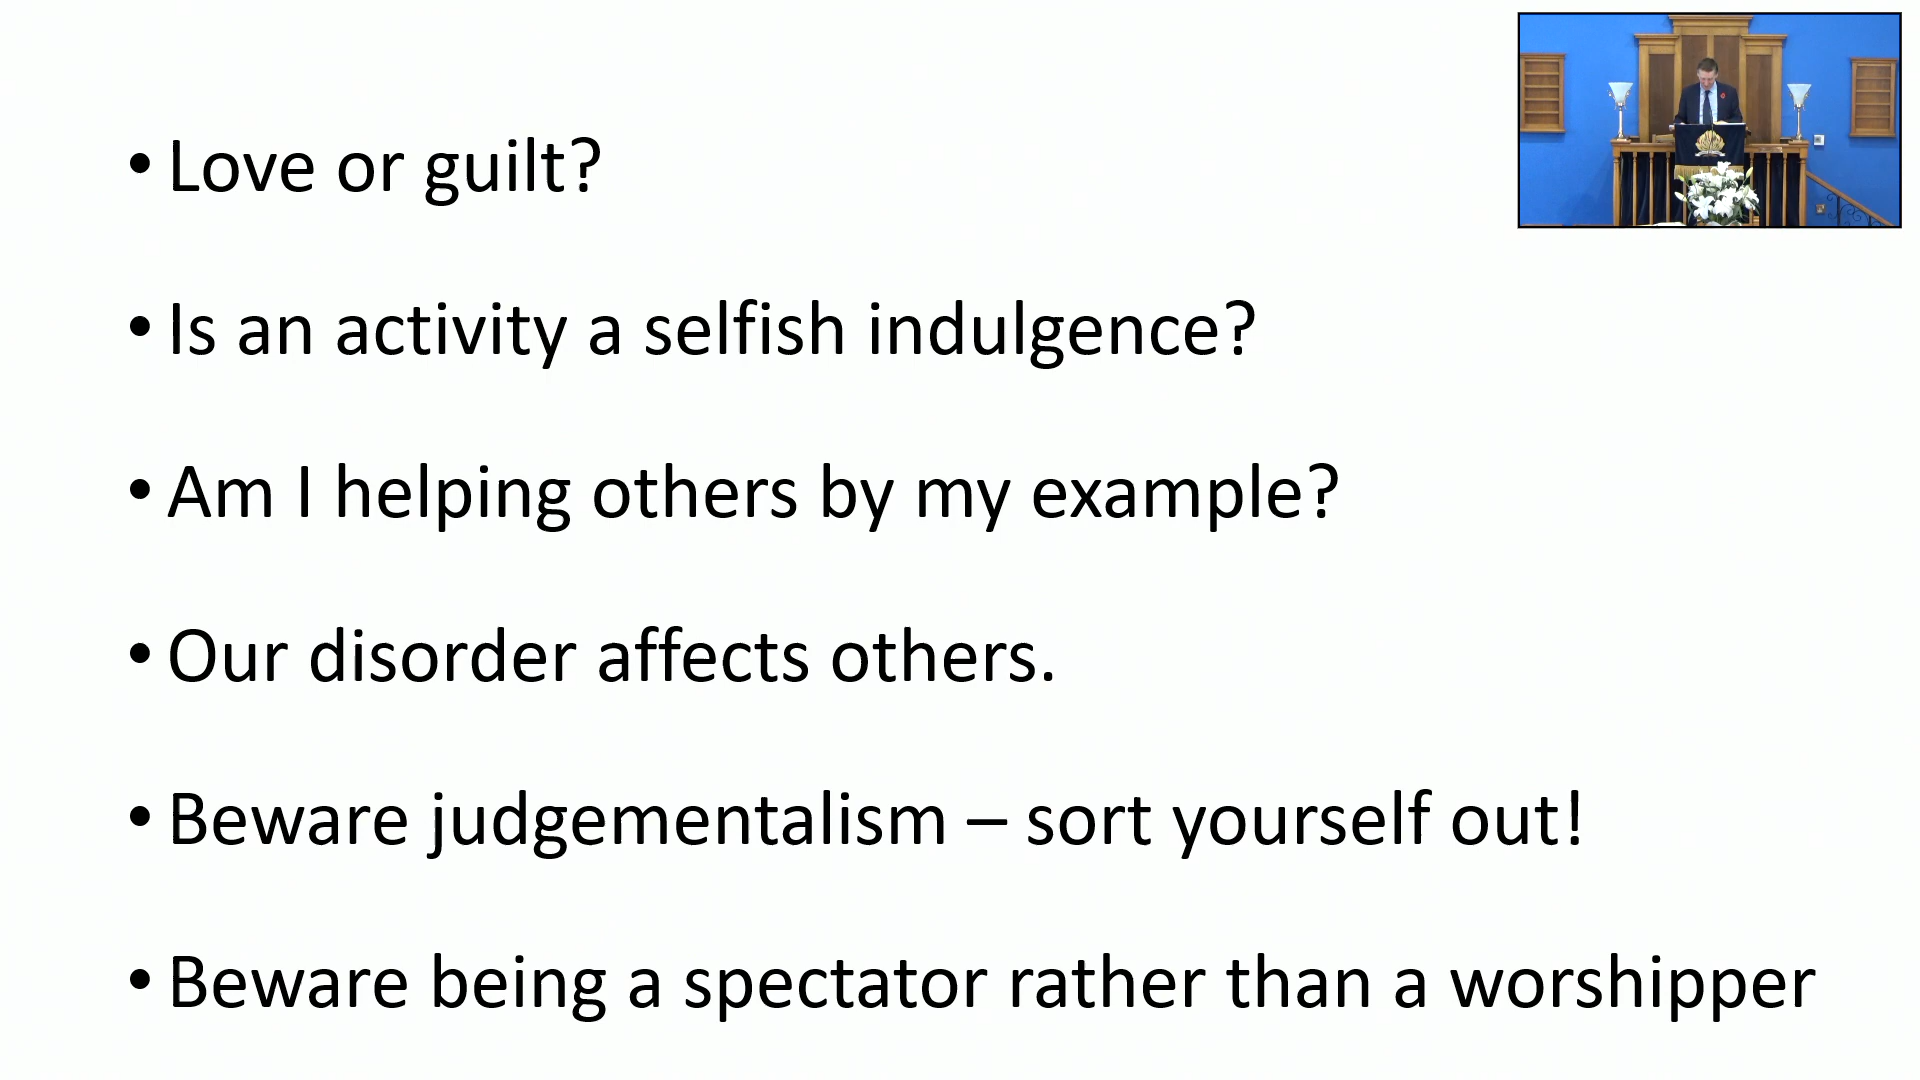 • Love or guilt?
• Is an activity a selfish indulgence?
• Am I helping others by my example?
• Our disorder affects others.
• Beware judgementalism – sort yourself out!
• Beware being a spectator rather than a worshipper